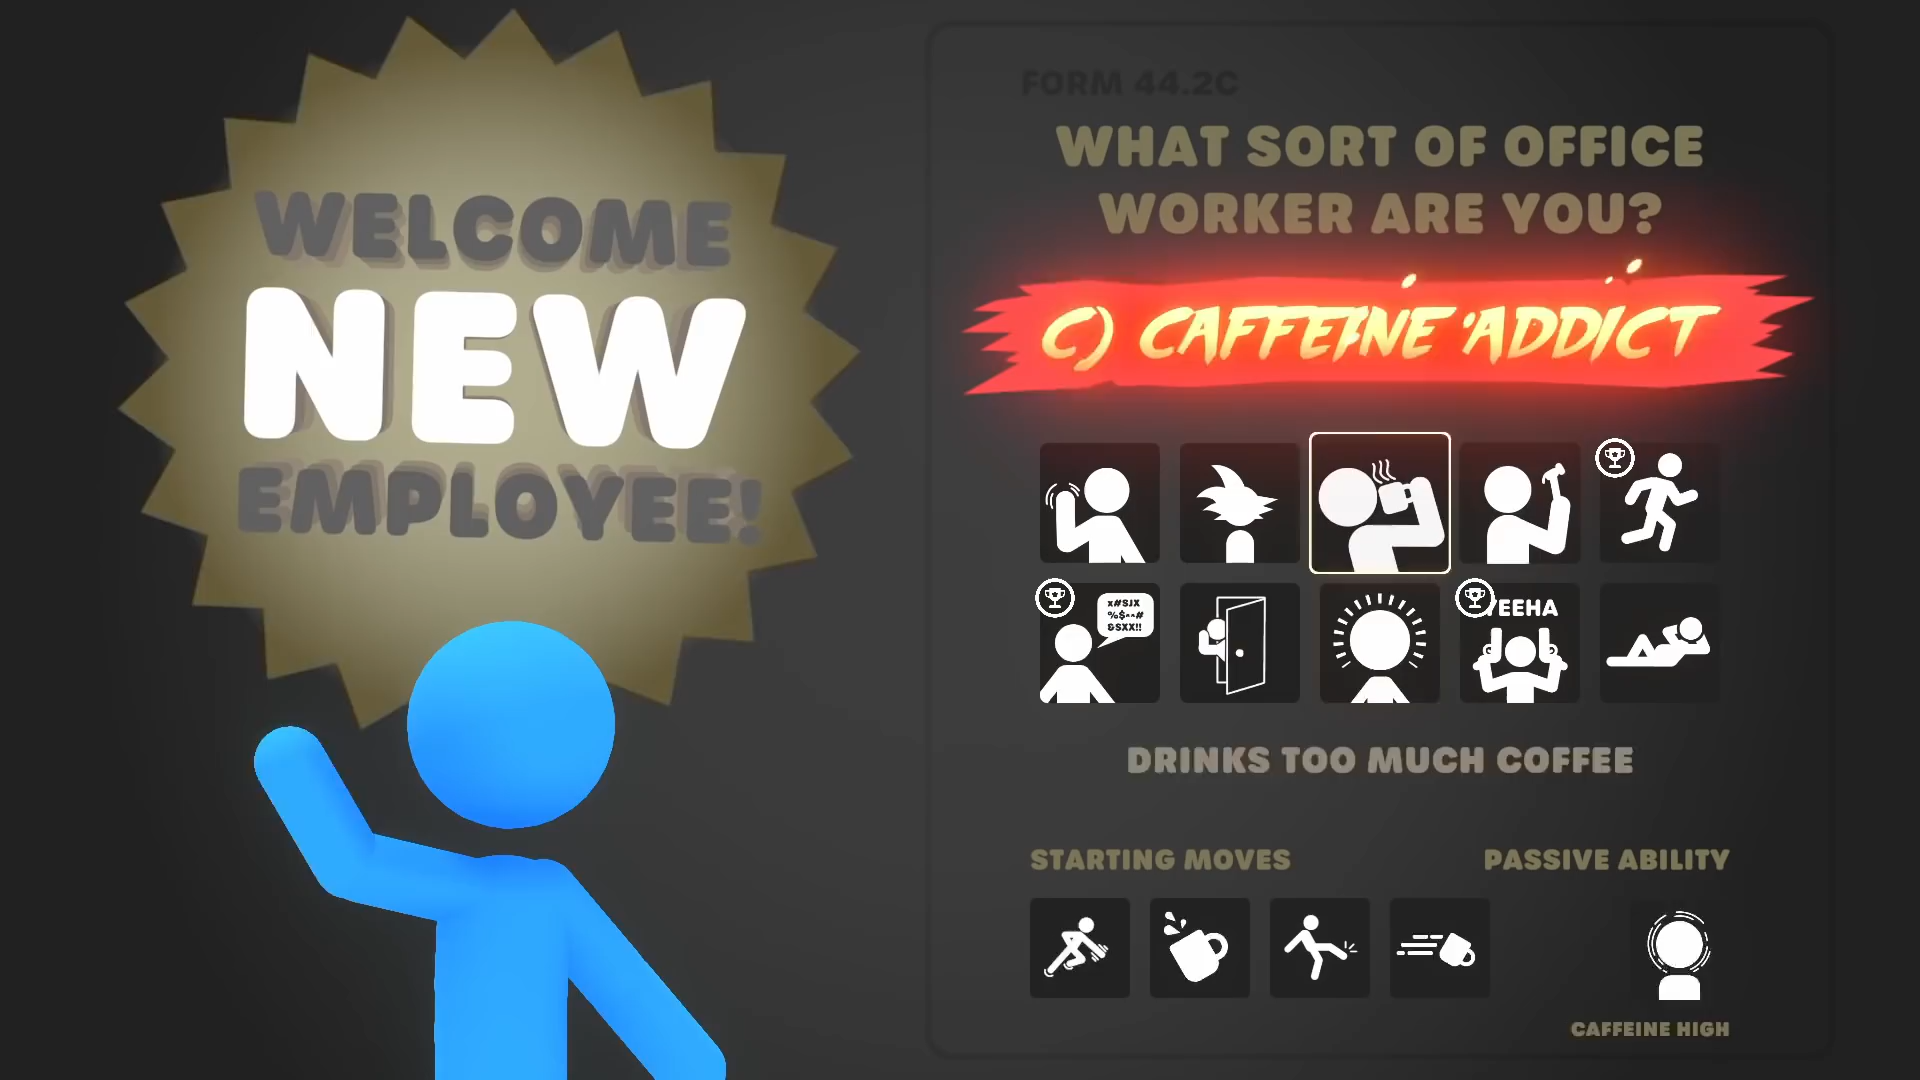 WELCOME
NEW
EMPLOYEE!
FORM 44.2C
WHAT SORT OF OFFICE
WORKER ARE YOU?
C) CAFFEINE ADDICT
X#SJX
%$--#
&SXX!!
YEEHA
DRINKS TOO MUCH COFFEE
STARTING MOVES
PASSIVE ABILITY
CAFFEINE HIGH